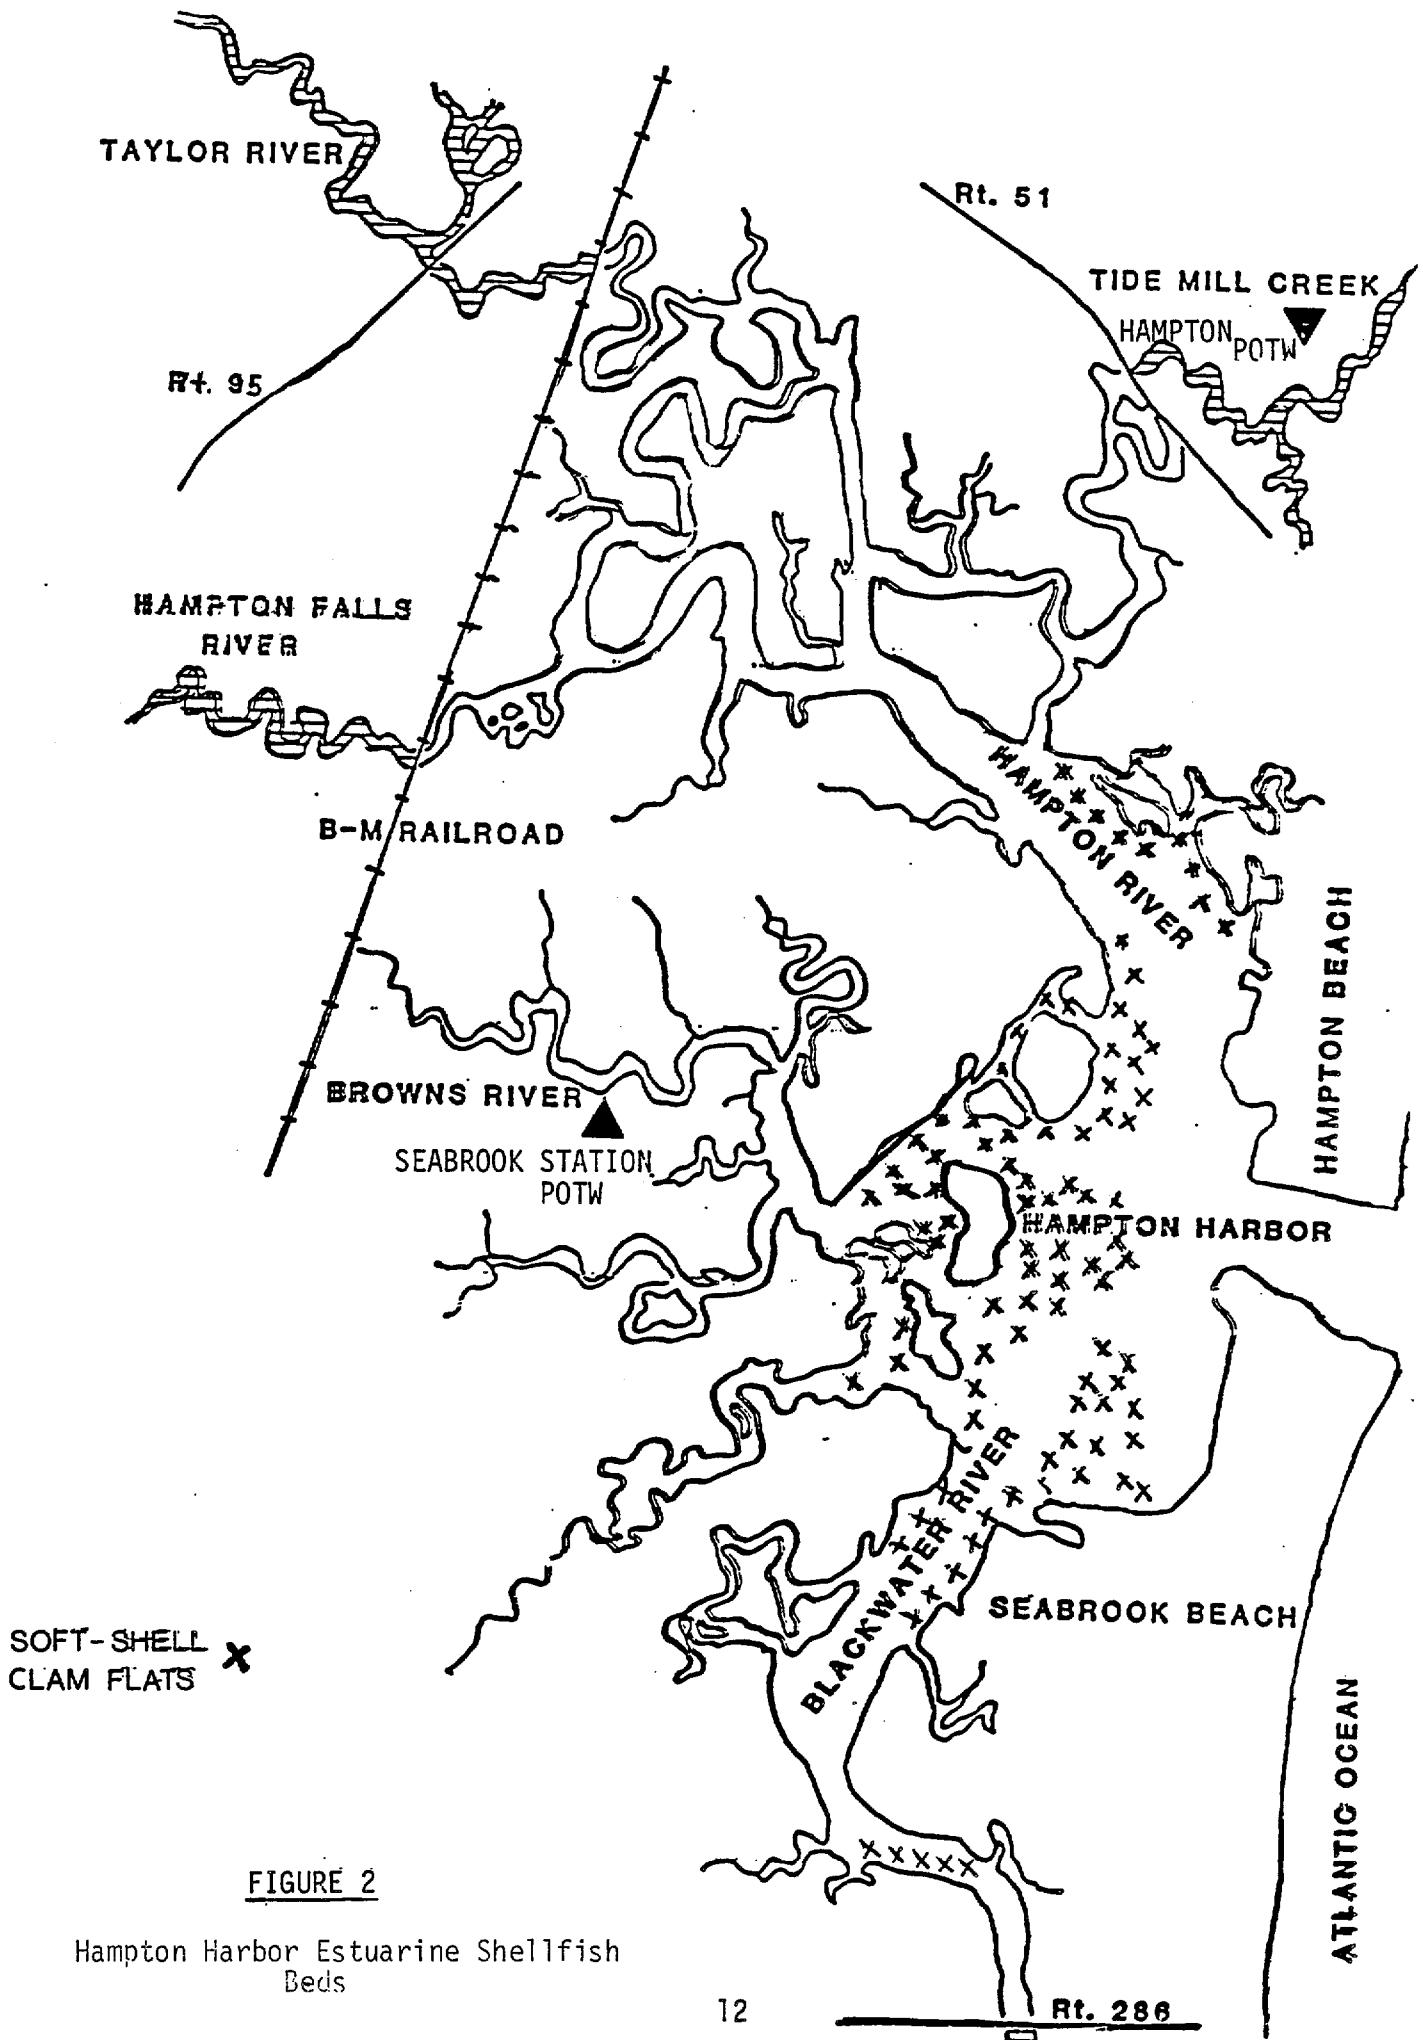 TAYLOR RIVER
Rt. 51
TIDE MILL CREEK
HAMPTON
POTW
Rt. 95
HAMPTON FALLS
RIVER
HAMPTON RIVER
B-M RAILROAD
HAMPTON BEACH
BROWNS RIVER
SEABROOK STATION
POTW
HAMPTON HARBOR
BLACKWATER RIVER
SEABROOK BEACH
SOFT-SHELL
CLAM FLATS
ATLANTIC OCEAN
FIGURE 2
Hampton Harbor Estuarine Shellfish
Beds
12
Rt. 286